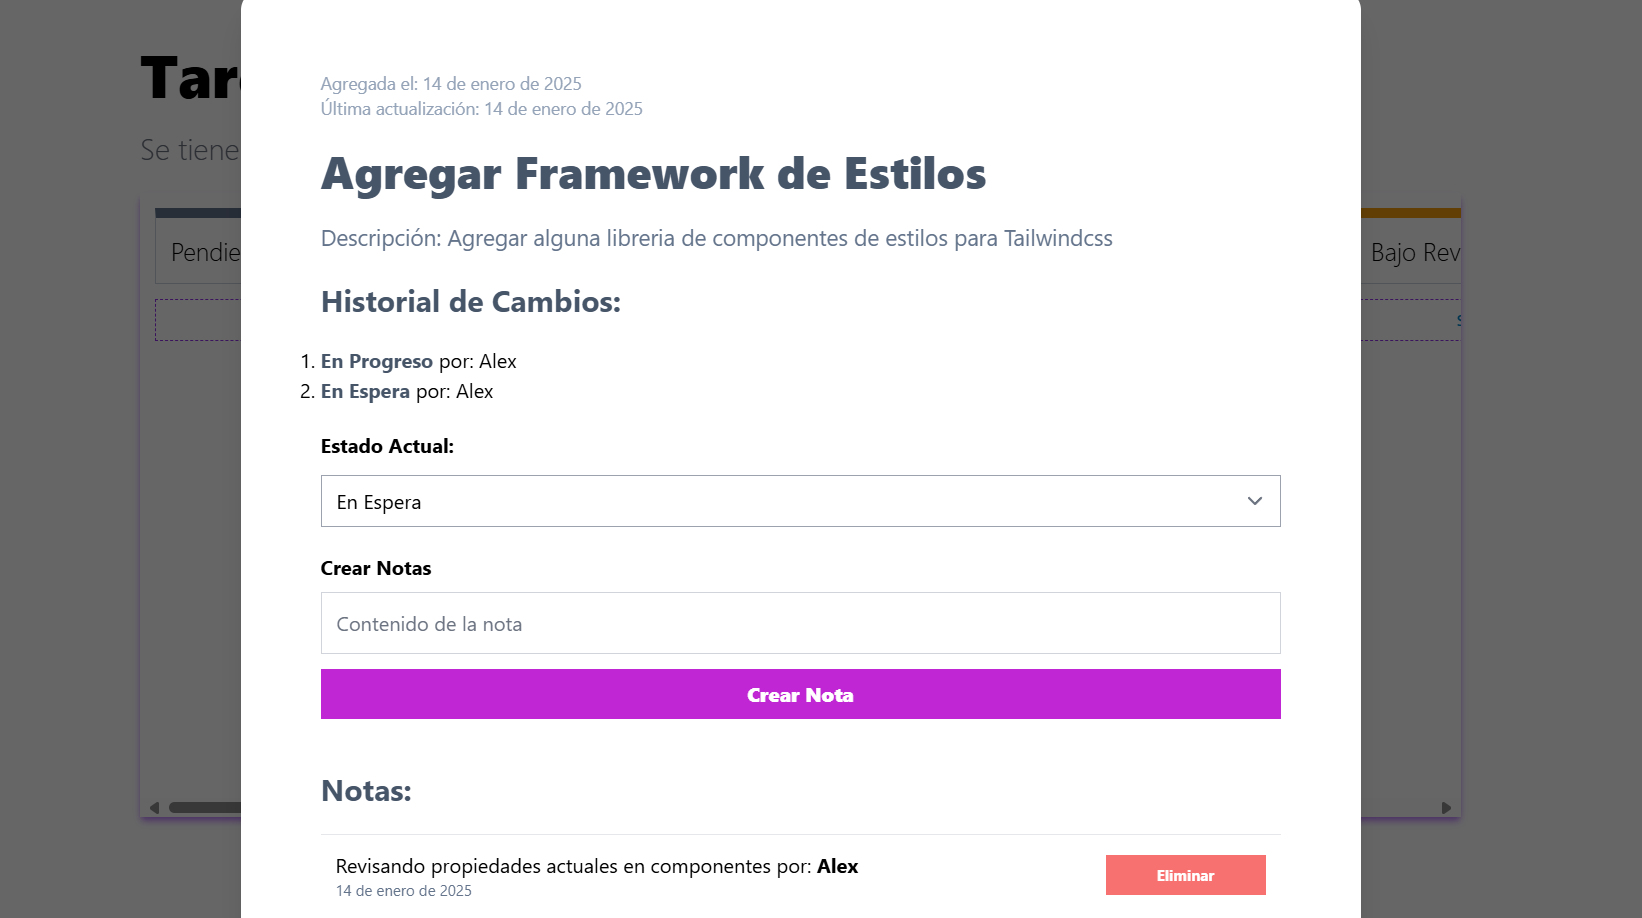 Agregada el: 14 de enero de 2025
Última actualización: 14 de enero de 2025
Agregar Framework de Estilos
Descripción: Agregar alguna libreria de componentes de estilos para Tailwindcss
Historial de Cambios:
1. En Progreso por: Alex
2. En Espera por: Alex
Estado Actual:
En Espera
Crear Notas
Contenido de la nota
Crear Nota
Notas:
Revisando propiedades actuales en componentes por: Alex
14 de enero de 2025
Eliminar
Se tiene
Bajo